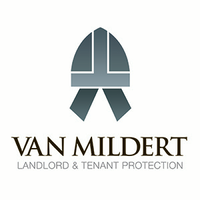 VAN MILDERT
LANDLORD & TENANT PROTECTION